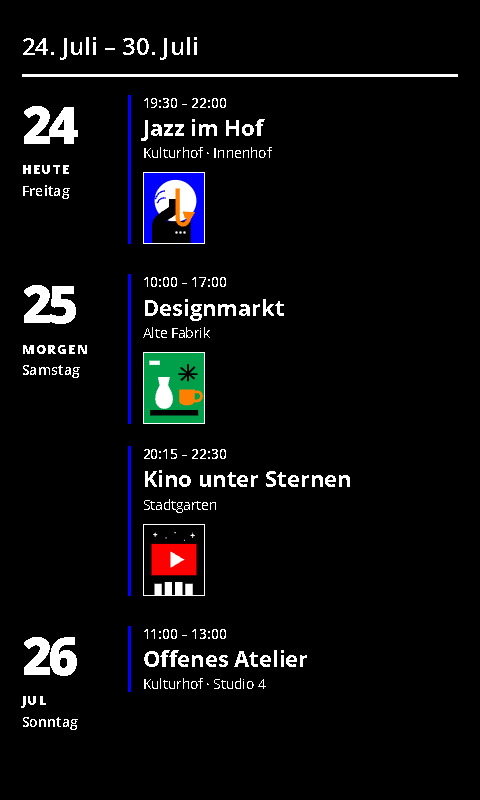 24. Juli – 30. Juli
24
HEUTE
Freitag
19:30 – 22:00
Jazz im Hof
Kulturhof · Innenhof
25
MORGEN
Samstag
10:00 – 17:00
Designmarkt
Alte Fabrik
20:15 – 22:30
Kino unter Sternen
Stadtgarten
26
JUL
Sonntag
11:00 – 13:00
Offenes Atelier
Kulturhof · Studio 4